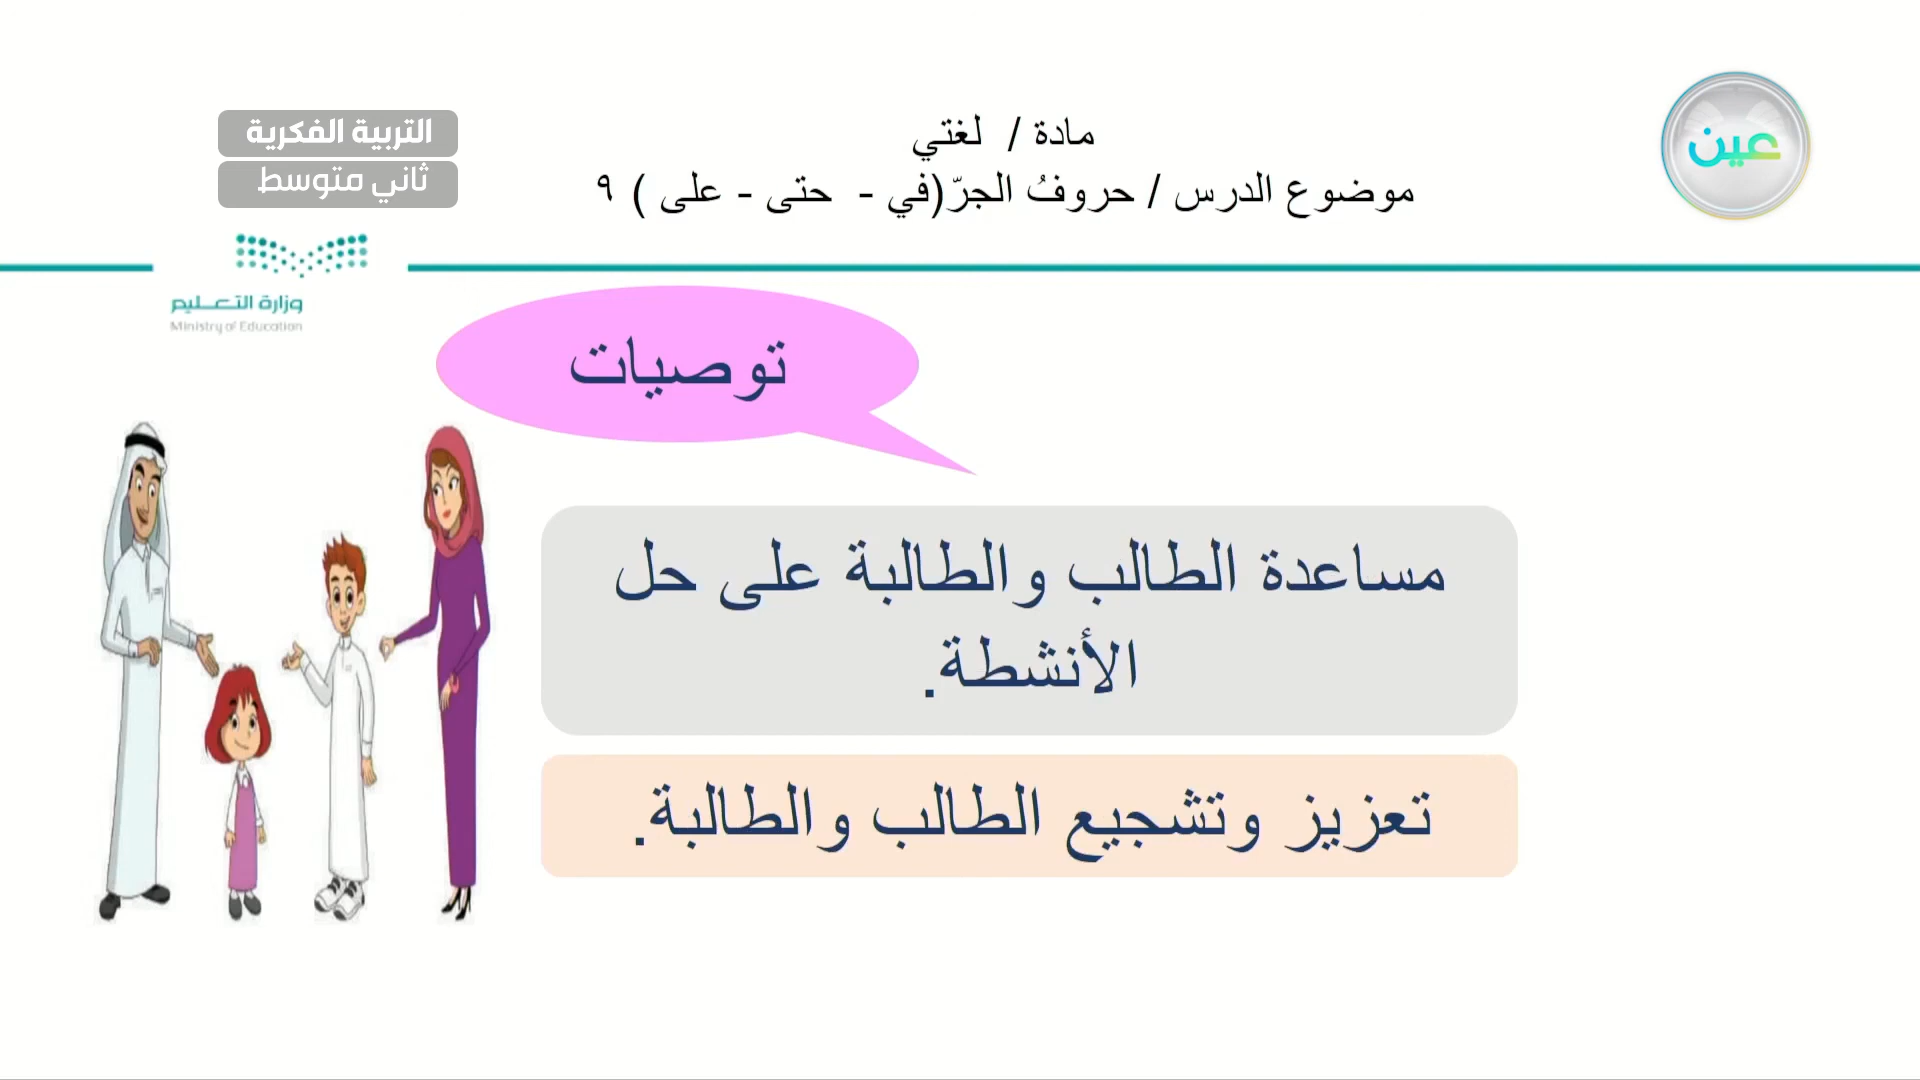 عين
مادة / لغتي
موضوع الدرس / حروفُ الجرّ(في - حتى - على ) ٩
التربية الفكرية
ثاني متوسط
وزارة التعليم
Ministry of Education
توصيات
مساعدة الطالب والطالبة على حل
الأنشطة.
تعزيز وتشجيع الطالب والطالبة.